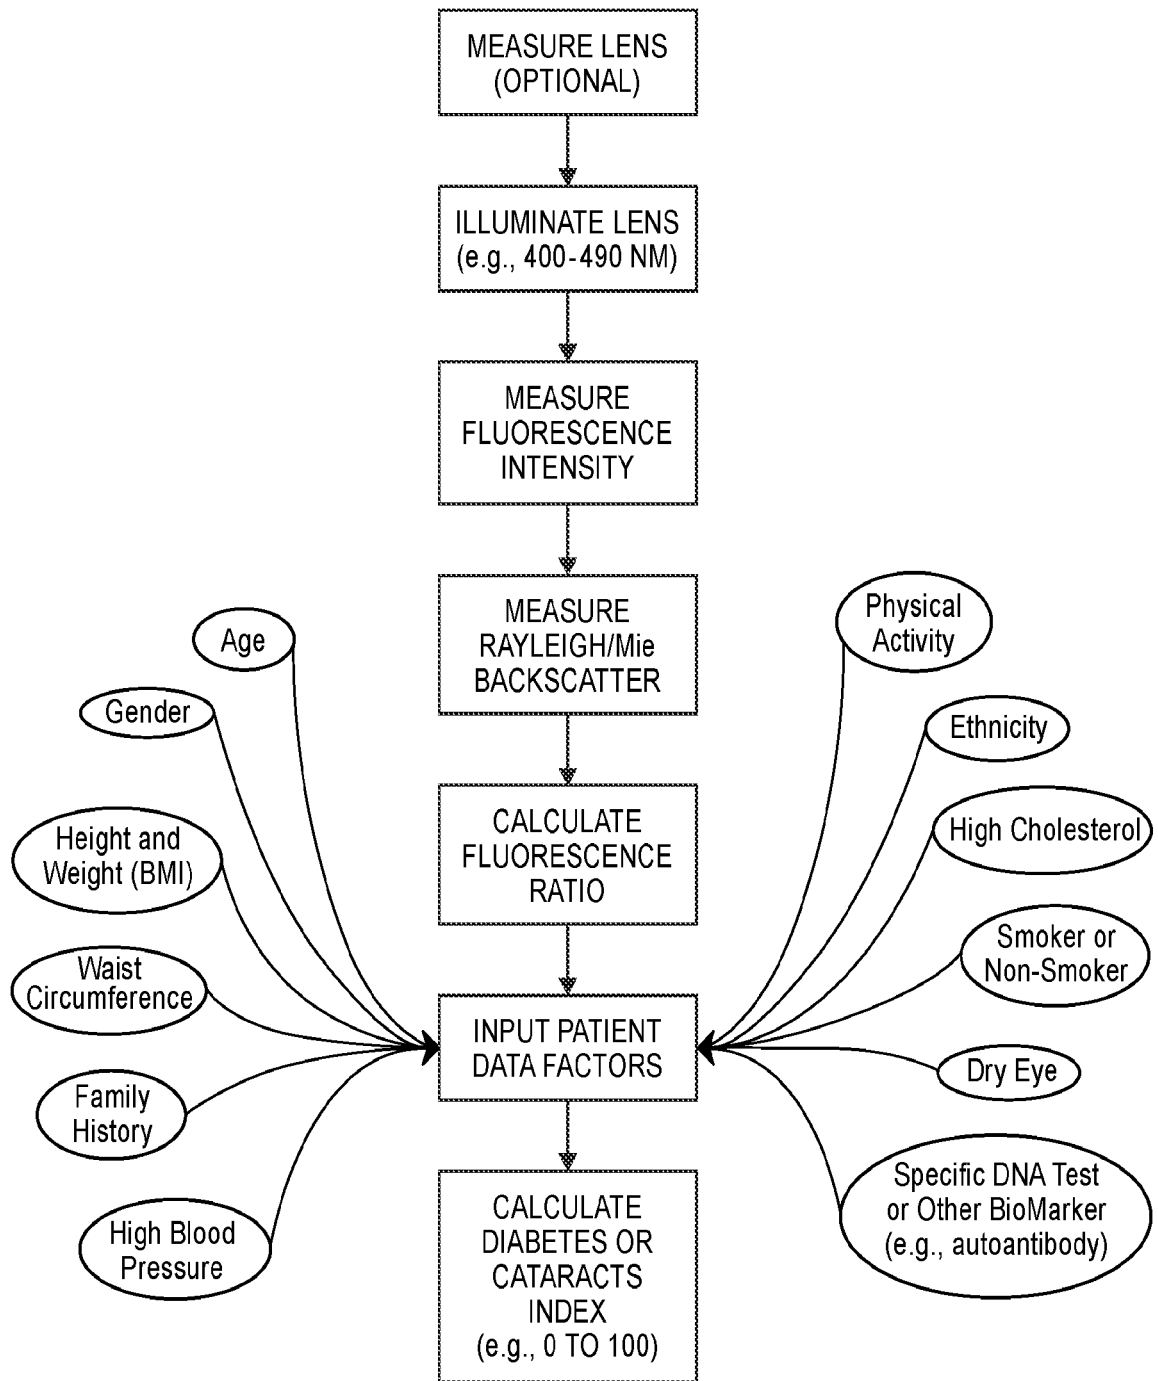 MEASURE LENS
(OPTIONAL)
ILLUMINATE LENS
(e.g., 400-490 NM)
MEASURE
FLUORESCENCE
INTENSITY
MEASURE
RAYLEIGH/Mie
BACKSCATTER
CALCULATE
FLUORESCENCE
RATIO
INPUT PATIENT
DATA FACTORS
CALCULATE
DIABETES OR
CATARACTS
INDEX
(e.g., 0 TO 100)
Age
Gender
Height and
Weight (BMI)
Waist
Circumference
Family
History
High Blood
Pressure
Physical
Activity
Ethnicity
High Cholesterol
Smoker or
Non-Smoker
Dry Eye
Specific DNA Test
or Other BioMarker
(e.g., autoantibody)